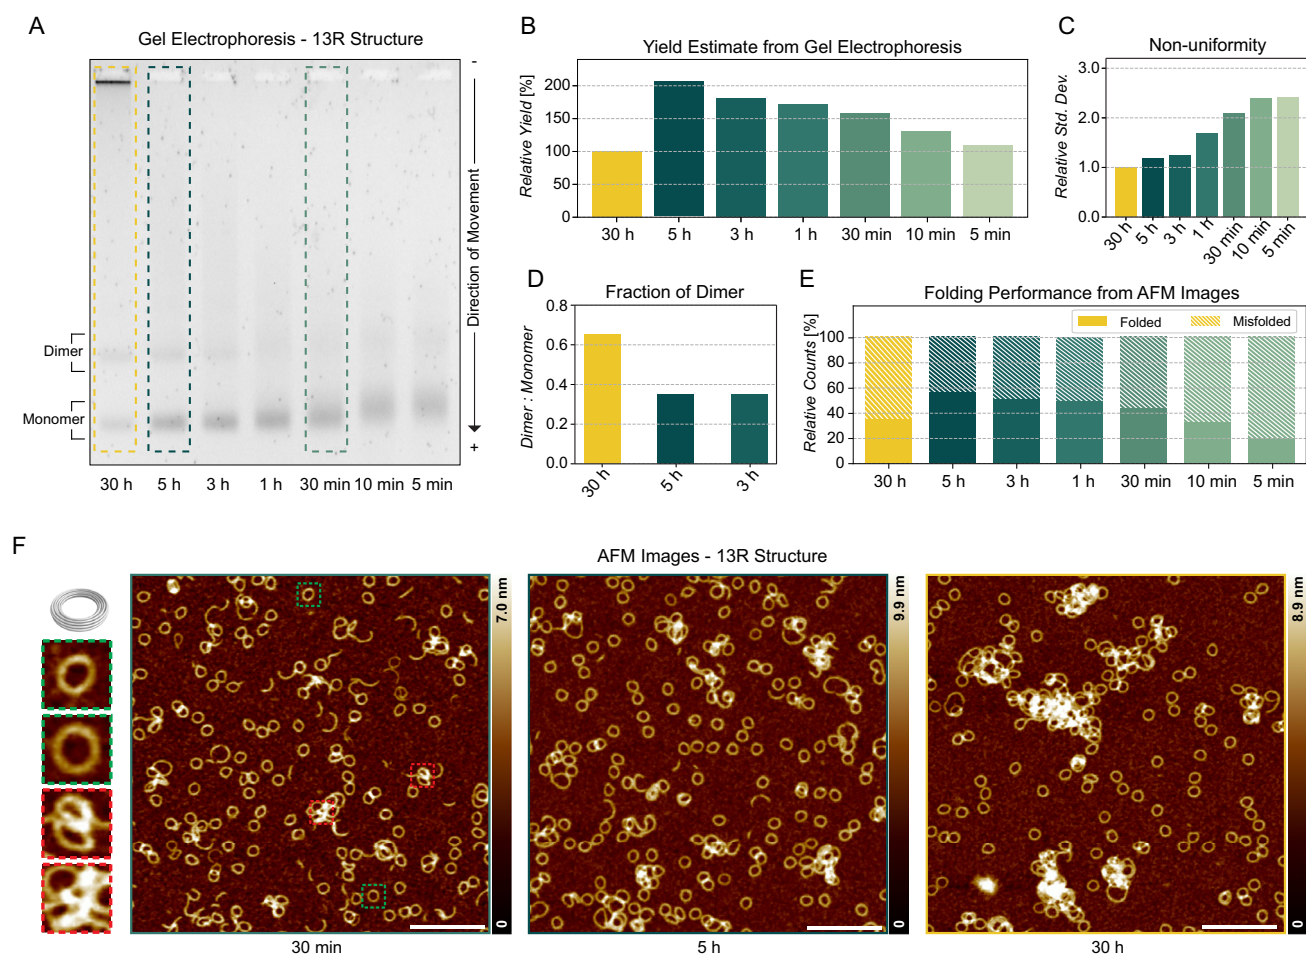 A
Gel Electrophoresis - 13R Structure
-
Direction of Movement
+
Dimer
Monomer
30 h 5 h 3 h 1 h 30 min 10 min 5 min
B
Yield Estimate from Gel Electrophoresis
Relative Yield [%]
200
150
100
50
0
30 h 5 h 3 h 1 h 30 min 10 min 5 min
C
Non-uniformity
Relative Std. Dev.
3.0
2.0
1.0
0.0
30 h 5 h 3 h 1 h 30 min 10 min 5 min
D
Fraction of Dimer
Dimer : Monomer
0.8
0.6
0.4
0.2
0.0
30 h 5 h 3 h
E
Folding Performance from AFM Images
Relative Counts [%]
Folded Misfolded
100
80
60
40
20
0
30 h 5 h 3 h 1 h 30 min 10 min 5 min
F
AFM Images - 13R Structure
7.0 nm
0
9.9 nm
0
8.9 nm
0
30 min 5 h 30 h